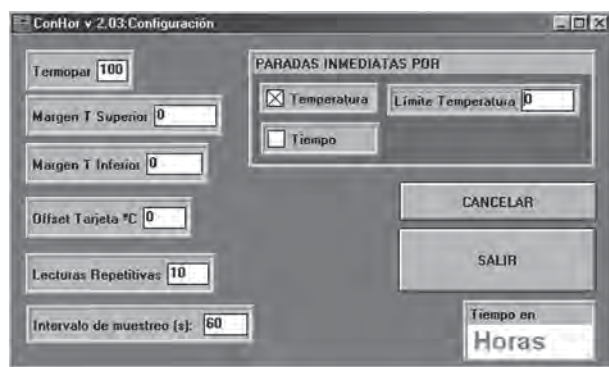 ConHor v 2.03:Configuración
Termopar 100
Margen T Superior 0
Margen T Inferior 0
Offset Tarjeta ºC 0
Lecturas Repetitivas 10
Intervalo de muestreo (s): 60
PARADAS INMEDIATAS POR
Temperatura
Límite Temperatura 0
Tiempo
CANCELAR
SALIR
Tiempo en
Horas